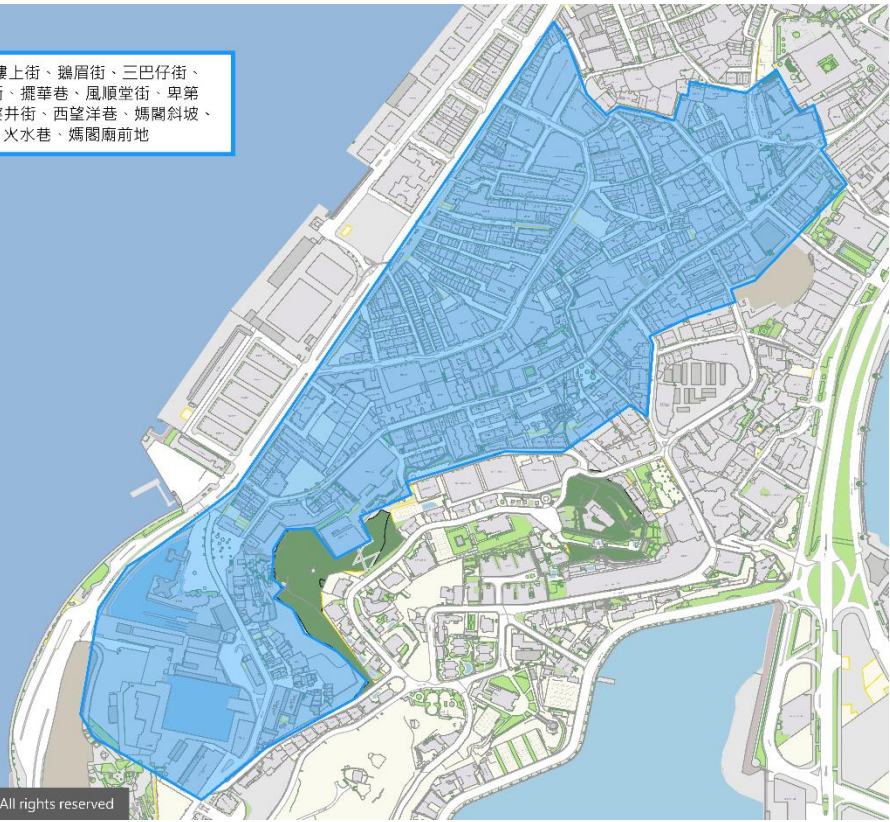 樓上街、鵝眉街、三巴仔街、
街、擺華巷、風順堂街、卑第
井街、西望洋巷、媽閣斜坡、
火水巷、媽閣廟前地
All rights reserved